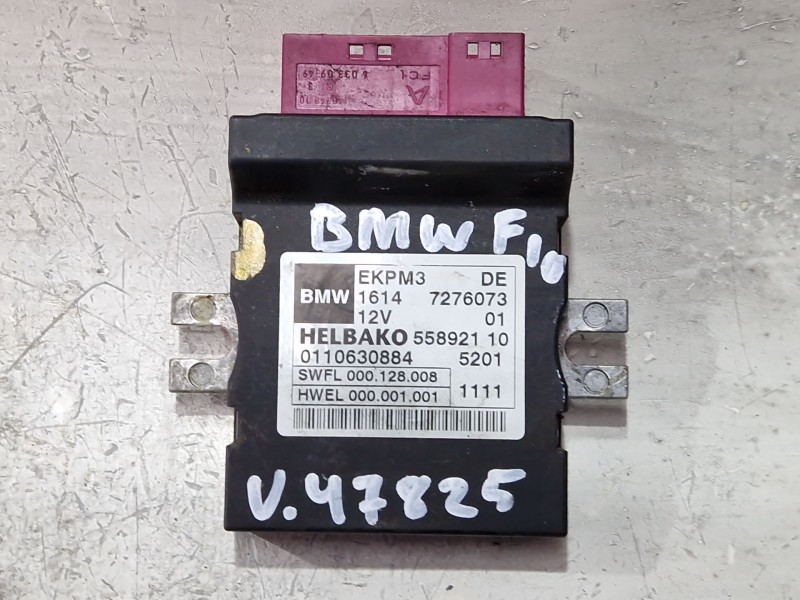 FC1
A
BMW F10
BMW EKPM3 DE
1614 7276073
12V 01
HELBAKO 558921 10
0110630884 5201
SWFL 000.128.008
HWEL 000.001.001 1111
V.47825